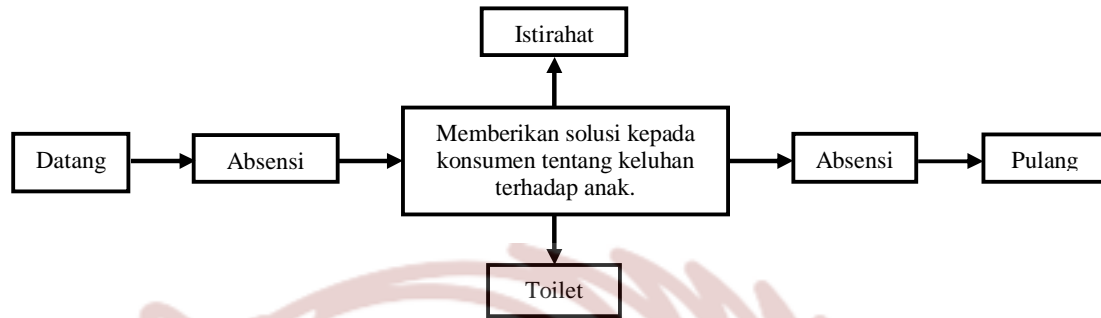 Istirahat
Datang
Absensi
Memberikan solusi kepada
konsumen tentang keluhan
terhadap anak.
Absensi
Pulang
Toilet